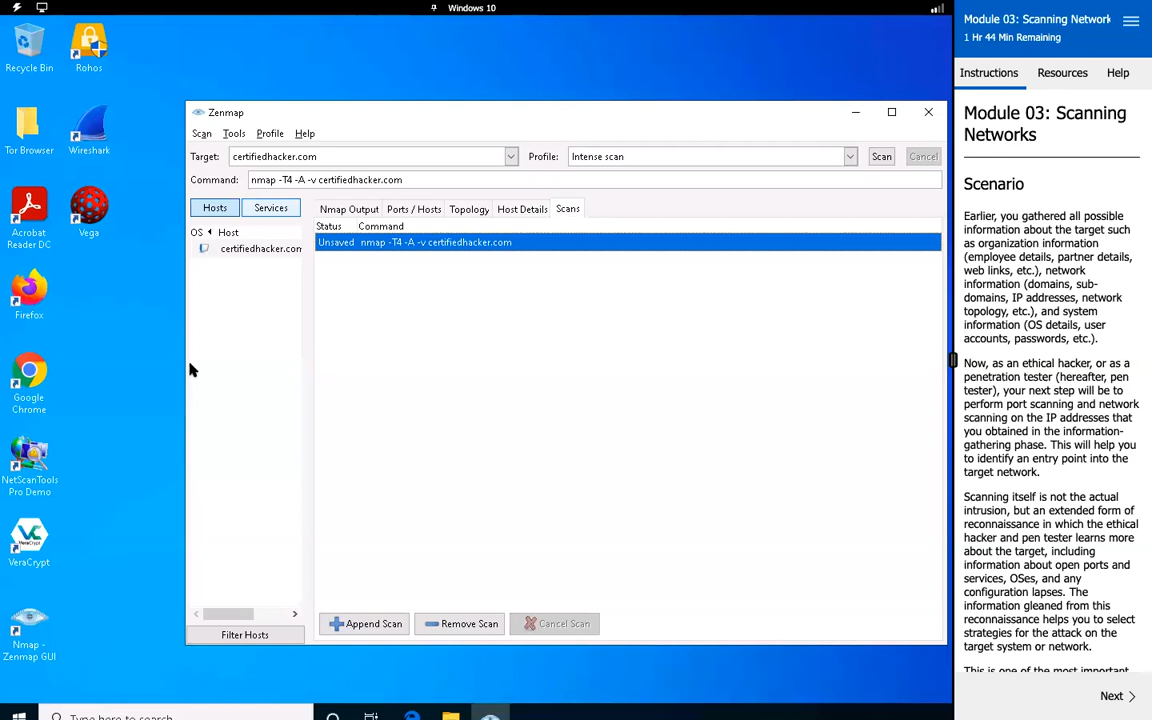 Windows 10
Recycle Bin
Rohos
Tor Browser
Wireshark
Acrobat
Reader DC
Vega
Firefox
Google
Chrome
NetScanTools
Pro Demo
VeraCrypt
Nmap -
Zenmap GUI
Zenmap
Scan Tools Profile Help
Target: certifiedhacker.com Profile: Intense scan Scan Cancel
Command: nmap -T4 -A -v certifiedhacker.com
Hosts Services Nmap Output Ports / Hosts Topology Host Details Scans
OS Host
certifiedhacker.com
Status Command
Unsaved nmap -T4 -A -v certifiedhacker.com
Append Scan Remove Scan Cancel Scan
Filter Hosts
Type here to search
Module 03: Scanning Network
1 Hr 44 Min Remaining
Instructions Resources Help
Module 03: Scanning
Networks
Scenario
Earlier, you gathered all possible
information about the target such
as organization information
(employee details, partner details,
web links, etc.), network
information (domains, sub-
domains, IP addresses, network
topology, etc.), and system
information (OS details, user
accounts, passwords, etc.).
Now, as an ethical hacker, or as a
penetration tester (hereafter, pen
tester), your next step will be to
perform port scanning and network
scanning on the IP addresses that
you obtained in the information-
gathering phase. This will help you
to identify an entry point into the
target network.
Scanning itself is not the actual
intrusion, but an extended form of
reconnaissance in which the ethical
hacker and pen tester learns more
about the target, including
information about open ports and
services, OSes, and any
configuration lapses. The
information gleaned from this
reconnaissance helps you to select
strategies for the attack on the
target system or network.
This is one of the most important
Next